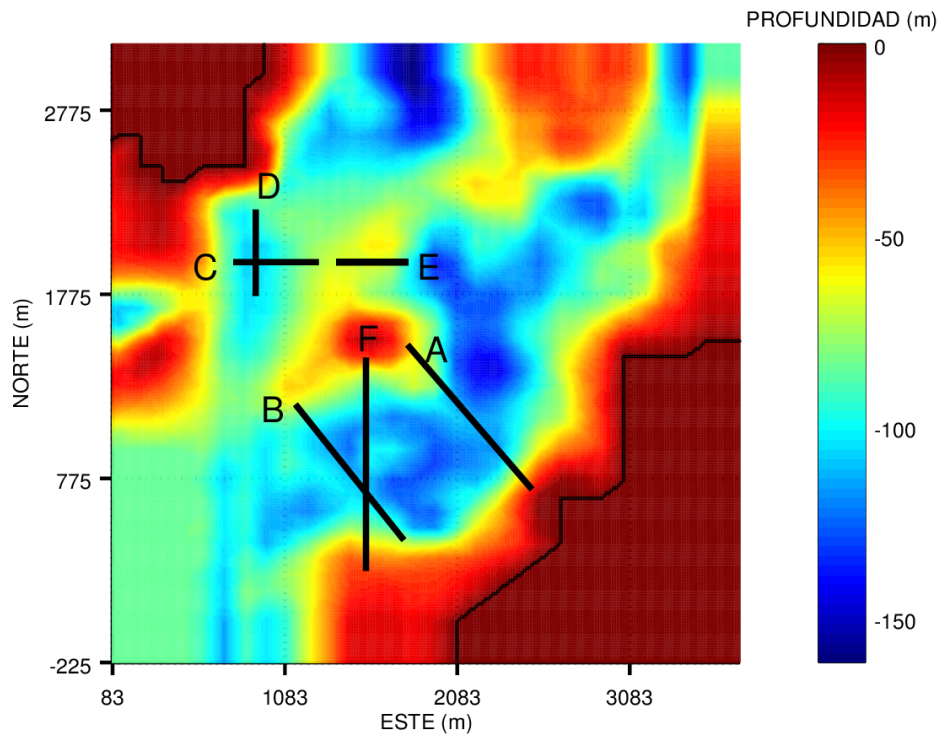 PROFUNDIDAD (m)
0
-50
-100
-150
2775
1775
775
-225
NORTE (m)
83
1083
2083
3083
ESTE (m)
D
C
E
F
A
B